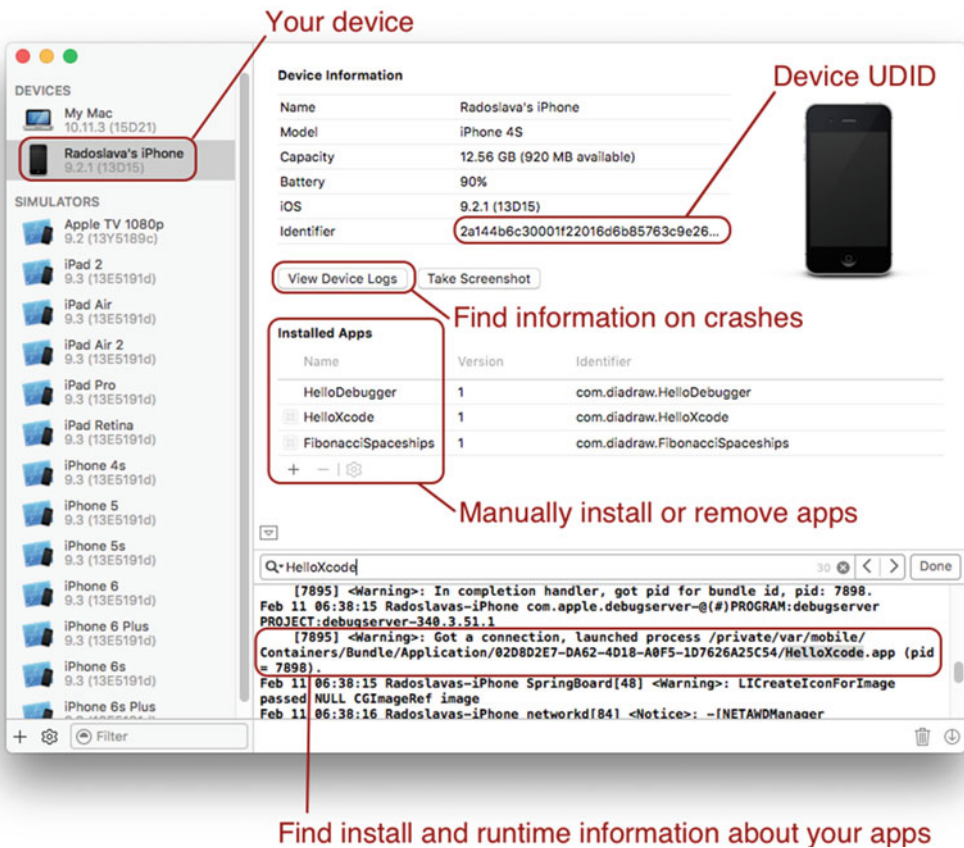 Your device
Device UDID
DEVICES
My Mac
10.11.3 (15D21)
Radoslava's iPhone
9.2.1 (13D15)
SIMULATORS
Apple TV 1080p
9.2 (13Y5189c)
iPad 2
9.3 (13E5191d)
iPad Air
9.3 (13E5191d)
iPad Air 2
9.3 (13E5191d)
iPad Pro
9.3 (13E5191d)
iPad Retina
9.3 (13E5191d)
iPhone 4s
9.3 (13E5191d)
iPhone 5
9.3 (13E5191d)
iPhone 5s
9.3 (13E5191d)
iPhone 6
9.3 (13E5191d)
iPhone 6 Plus
9.3 (13E5191d)
iPhone 6s
9.3 (13E5191d)
iPhone 6s Plus
Filter
Device Information
Name Radoslava's iPhone
Model iPhone 4S
Capacity 12.56 GB (920 MB available)
Battery 90%
iOS 9.2.1 (13D15)
Identifier 2a144b6c30001f22016d6b85763c9e26...
View Device Logs Take Screenshot
Find information on crashes
Installed Apps
Name Version Identifier
HelloDebugger 1 com.diadraw.HelloDebugger
HelloXcode 1 com.diadraw.HelloXcode
FibonacciSpaceships 1 com.diadraw.FibonacciSpaceships
Manually install or remove apps
HelloXcode 30 Done
[7895] <Warning>: In completion handler, got pid for bundle id, pid: 7898.
Feb 11 06:38:15 Radoslavas-iPhone com.apple.debugserver-@(#)PROGRAM:debugserver
PROJECT:debugserver-340.3.51.1
[7895] <Warning>: Got a connection, launched process /private/var/mobile/
Containers/Bundle/Application/02D8D2E7-DA62-4D18-A0F5-1D7626A25C54/HelloXcode.app (pid
= 7898).
Feb 11 06:38:15 Radoslavas-iPhone SpringBoard[48] <Warning>: LICreateIconForImage
passed NULL CGImageRef image
Feb 11 06:38:16 Radoslavas-iPhone networkd[84] <Notice>: -[NETAWDManager
Find install and runtime information about your apps